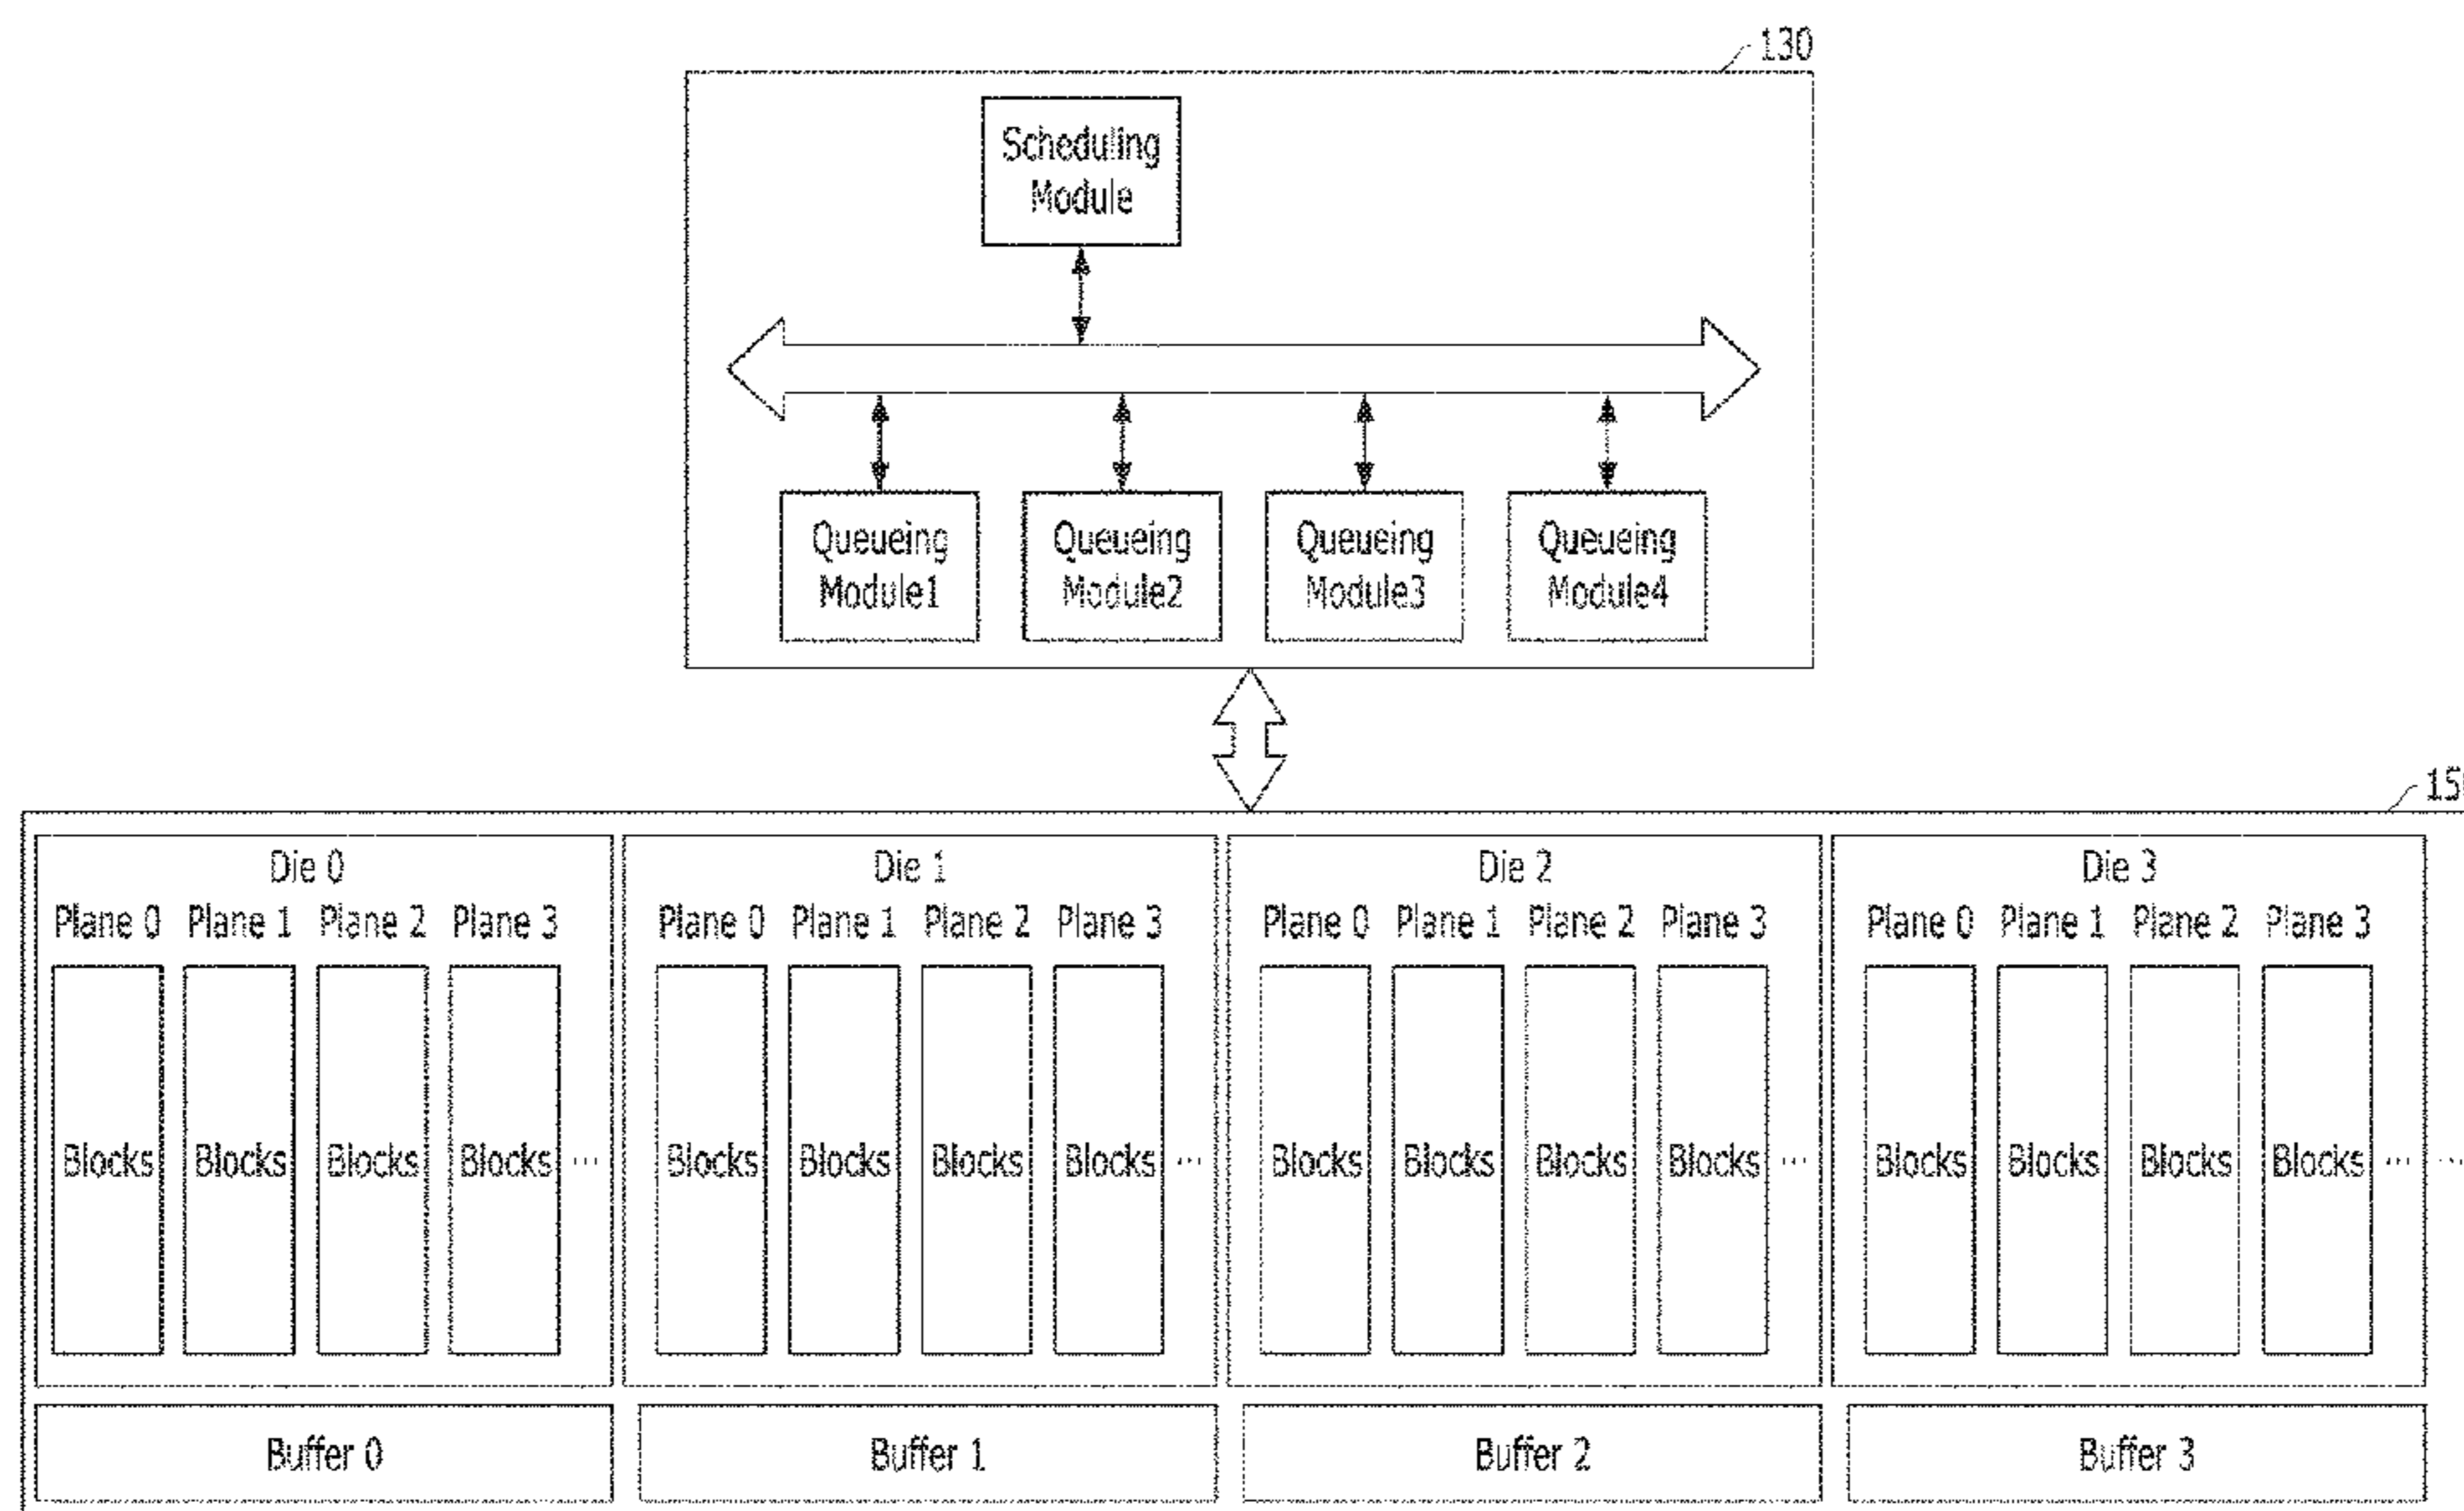 130
Scheduling
Module
Queueing Queueing Queueing Queueing
Module1 Module2 Module3 Module4
Die 0 Die 1 Die 2 Die 3
Plane 0 Plane 1 Plane 2 Plane 3 Plane 0 Plane 1 Plane 2 Plane 3 Plane 0 Plane 1 Plane 2 Plane 3 Plane 0 Plane 1 Plane 2 Plane 3
Blocks Blocks Blocks Blocks ... Blocks Blocks Blocks Blocks ... Blocks Blocks Blocks Blocks ... Blocks Blocks Blocks Blocks ... ...
Buffer 0 Buffer 1 Buffer 2 Buffer 3